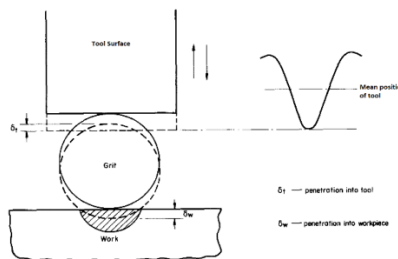 Tool Surface
Mean positi
of tool
δt
Grit
δt — penetration into tool
δw
δw — penetration into workpiece
Work